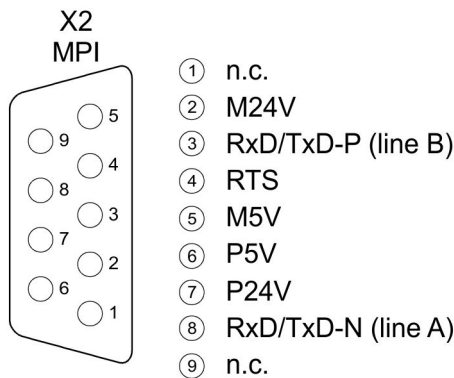 X2
MPI
5
9
4
8
3
7
2
6
1
① n.c.
② M24V
③ RxD/TxD-P (line B)
④ RTS
⑤ M5V
⑥ P5V
⑦ P24V
⑧ RxD/TxD-N (line A)
⑨ n.c.